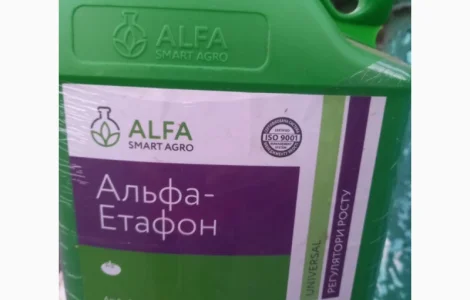 ALFA
SMART AGRO
ALFA
SMART AGRO
ISO 9001
Альфа-
Етафон
UNIVERSAL
РЕГУЛЯТОРИ РОСТУ